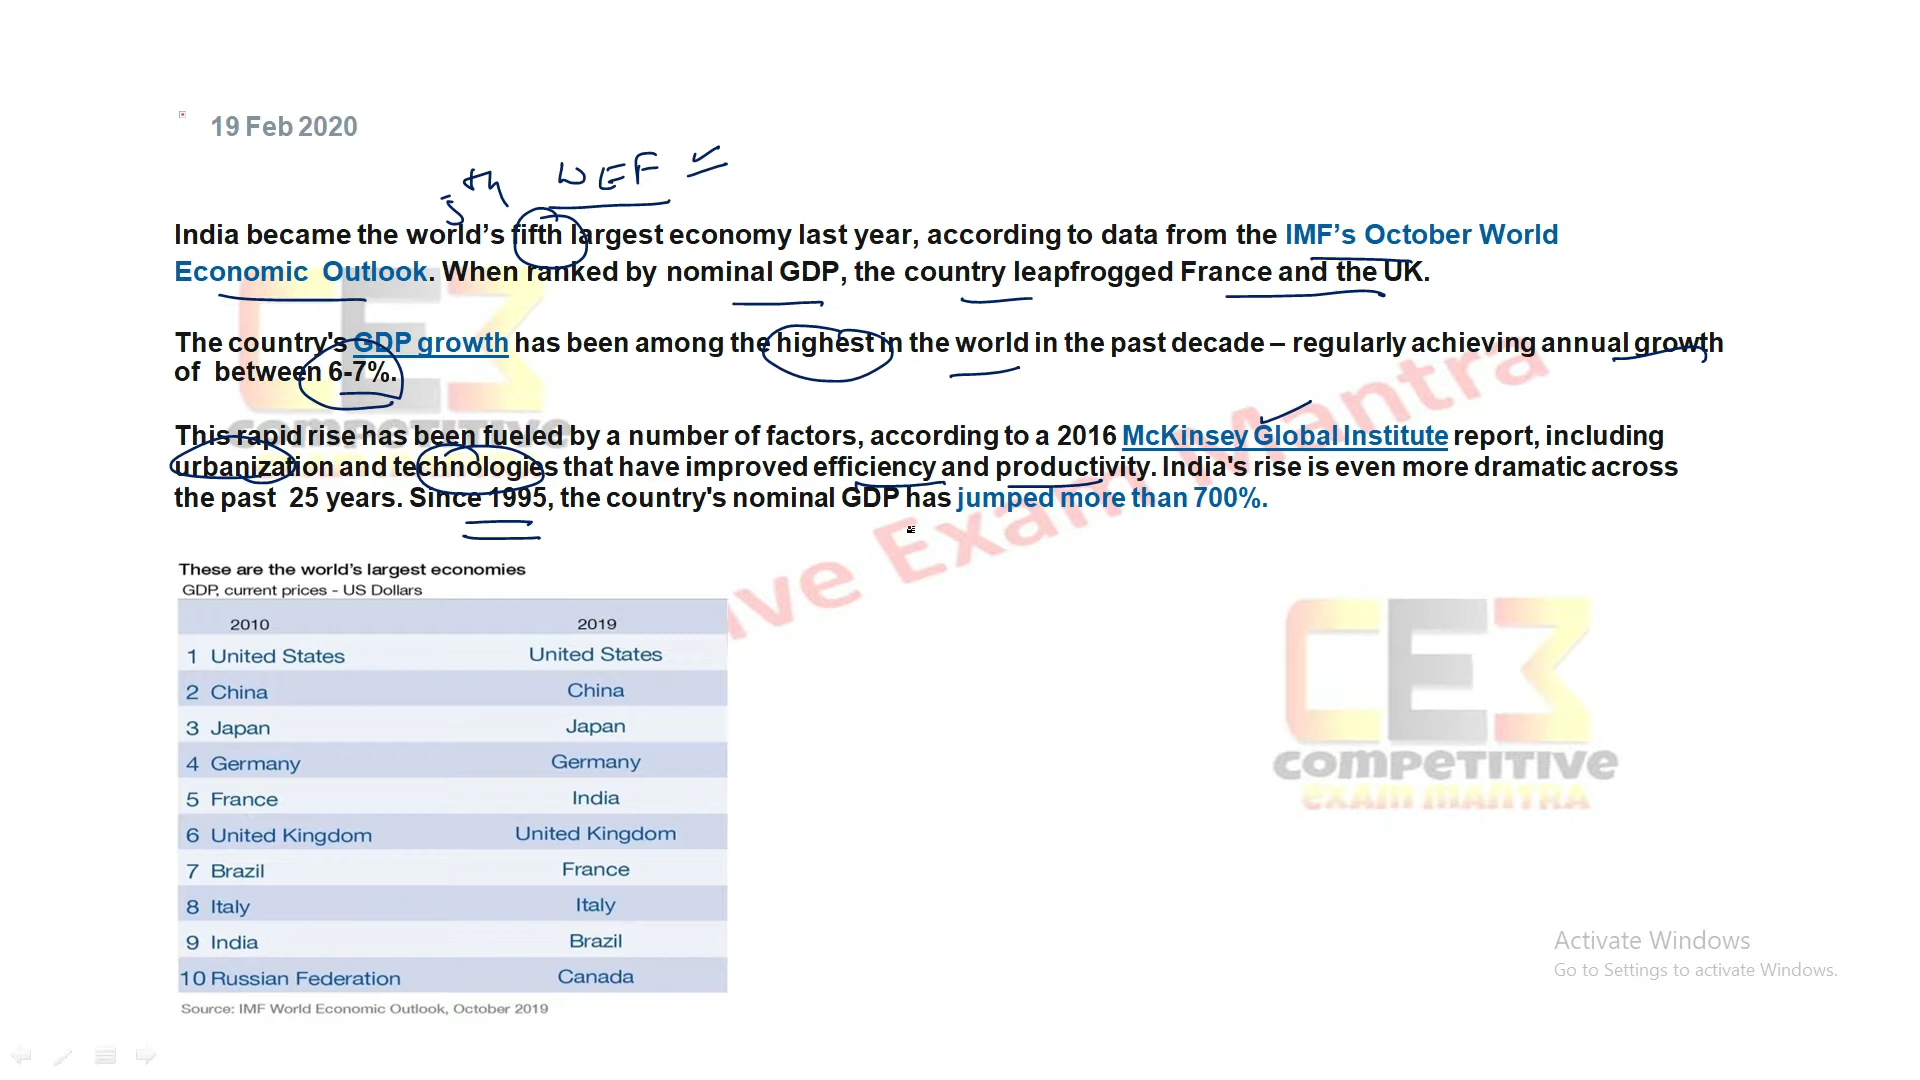 19 Feb 2020
5th WEF
India became the world’s fifth largest economy last year, according to data from the IMF’s October World
Economic Outlook. When ranked by nominal GDP, the country leapfrogged France and the UK.
The country's GDP growth has been among the highest in the world in the past decade – regularly achieving annual growth
of between 6-7%.
This rapid rise has been fueled by a number of factors, according to a 2016 McKinsey Global Institute report, including
urbanization and technologies that have improved efficiency and productivity. India's rise is even more dramatic across
the past 25 years. Since 1995, the country's nominal GDP has jumped more than 700%.
These are the world’s largest economies
GDP, current prices - US Dollars
2010 2019
1 United States United States
2 China China
3 Japan Japan
4 Germany Germany
5 France India
6 United Kingdom United Kingdom
7 Brazil France
8 Italy Italy
9 India Brazil
10 Russian Federation Canada
Source: IMF World Economic Outlook, October 2019
CEM
COMPETITIVE
EXAM MANTRA
COMPETITIVE
ive Exam Mantra
Activate Windows
Go to Settings to activate Windows.